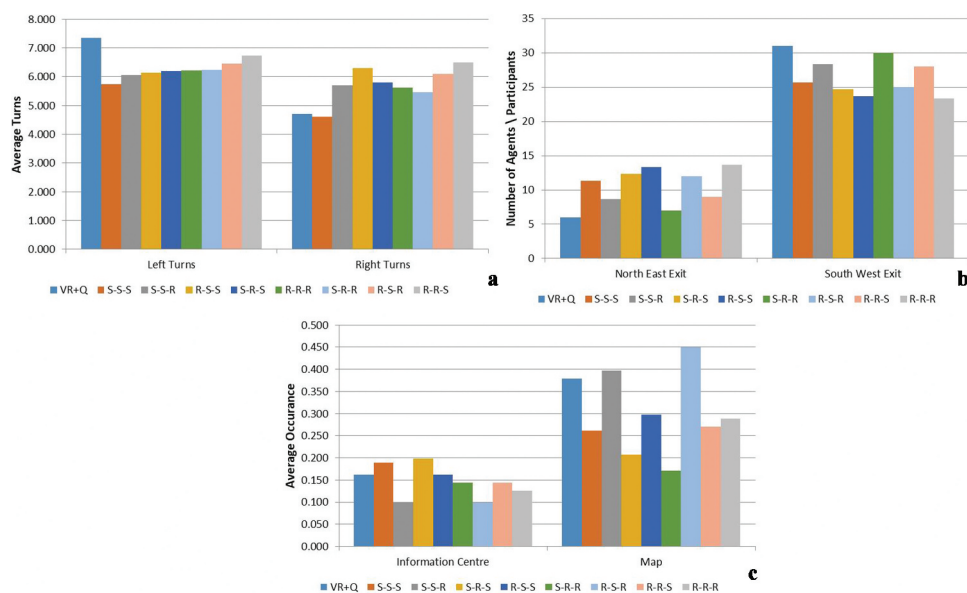 8.000
7.000
6.000
5.000
4.000
3.000
2.000
1.000
0.000
Average Turns
Left Turns Right Turns
VR+Q S-S-S S-S-R R-S-S S-R-S R-R-R S-R-R R-S-R R-R-S
a
35
30
25
20
15
10
5
0
Number of Agents \ Participants
North East Exit South West Exit
VR+Q S-S-S S-S-R S-R-S R-S-S S-R-R R-S-R R-R-S R-R-R
b
0.500
0.450
0.400
0.350
0.300
0.250
0.200
0.150
0.100
0.050
0.000
Average Occurance
Information Centre Map
VR+Q S-S-S S-S-R S-R-S R-S-S S-R-R R-S-R R-R-S R-R-R
c